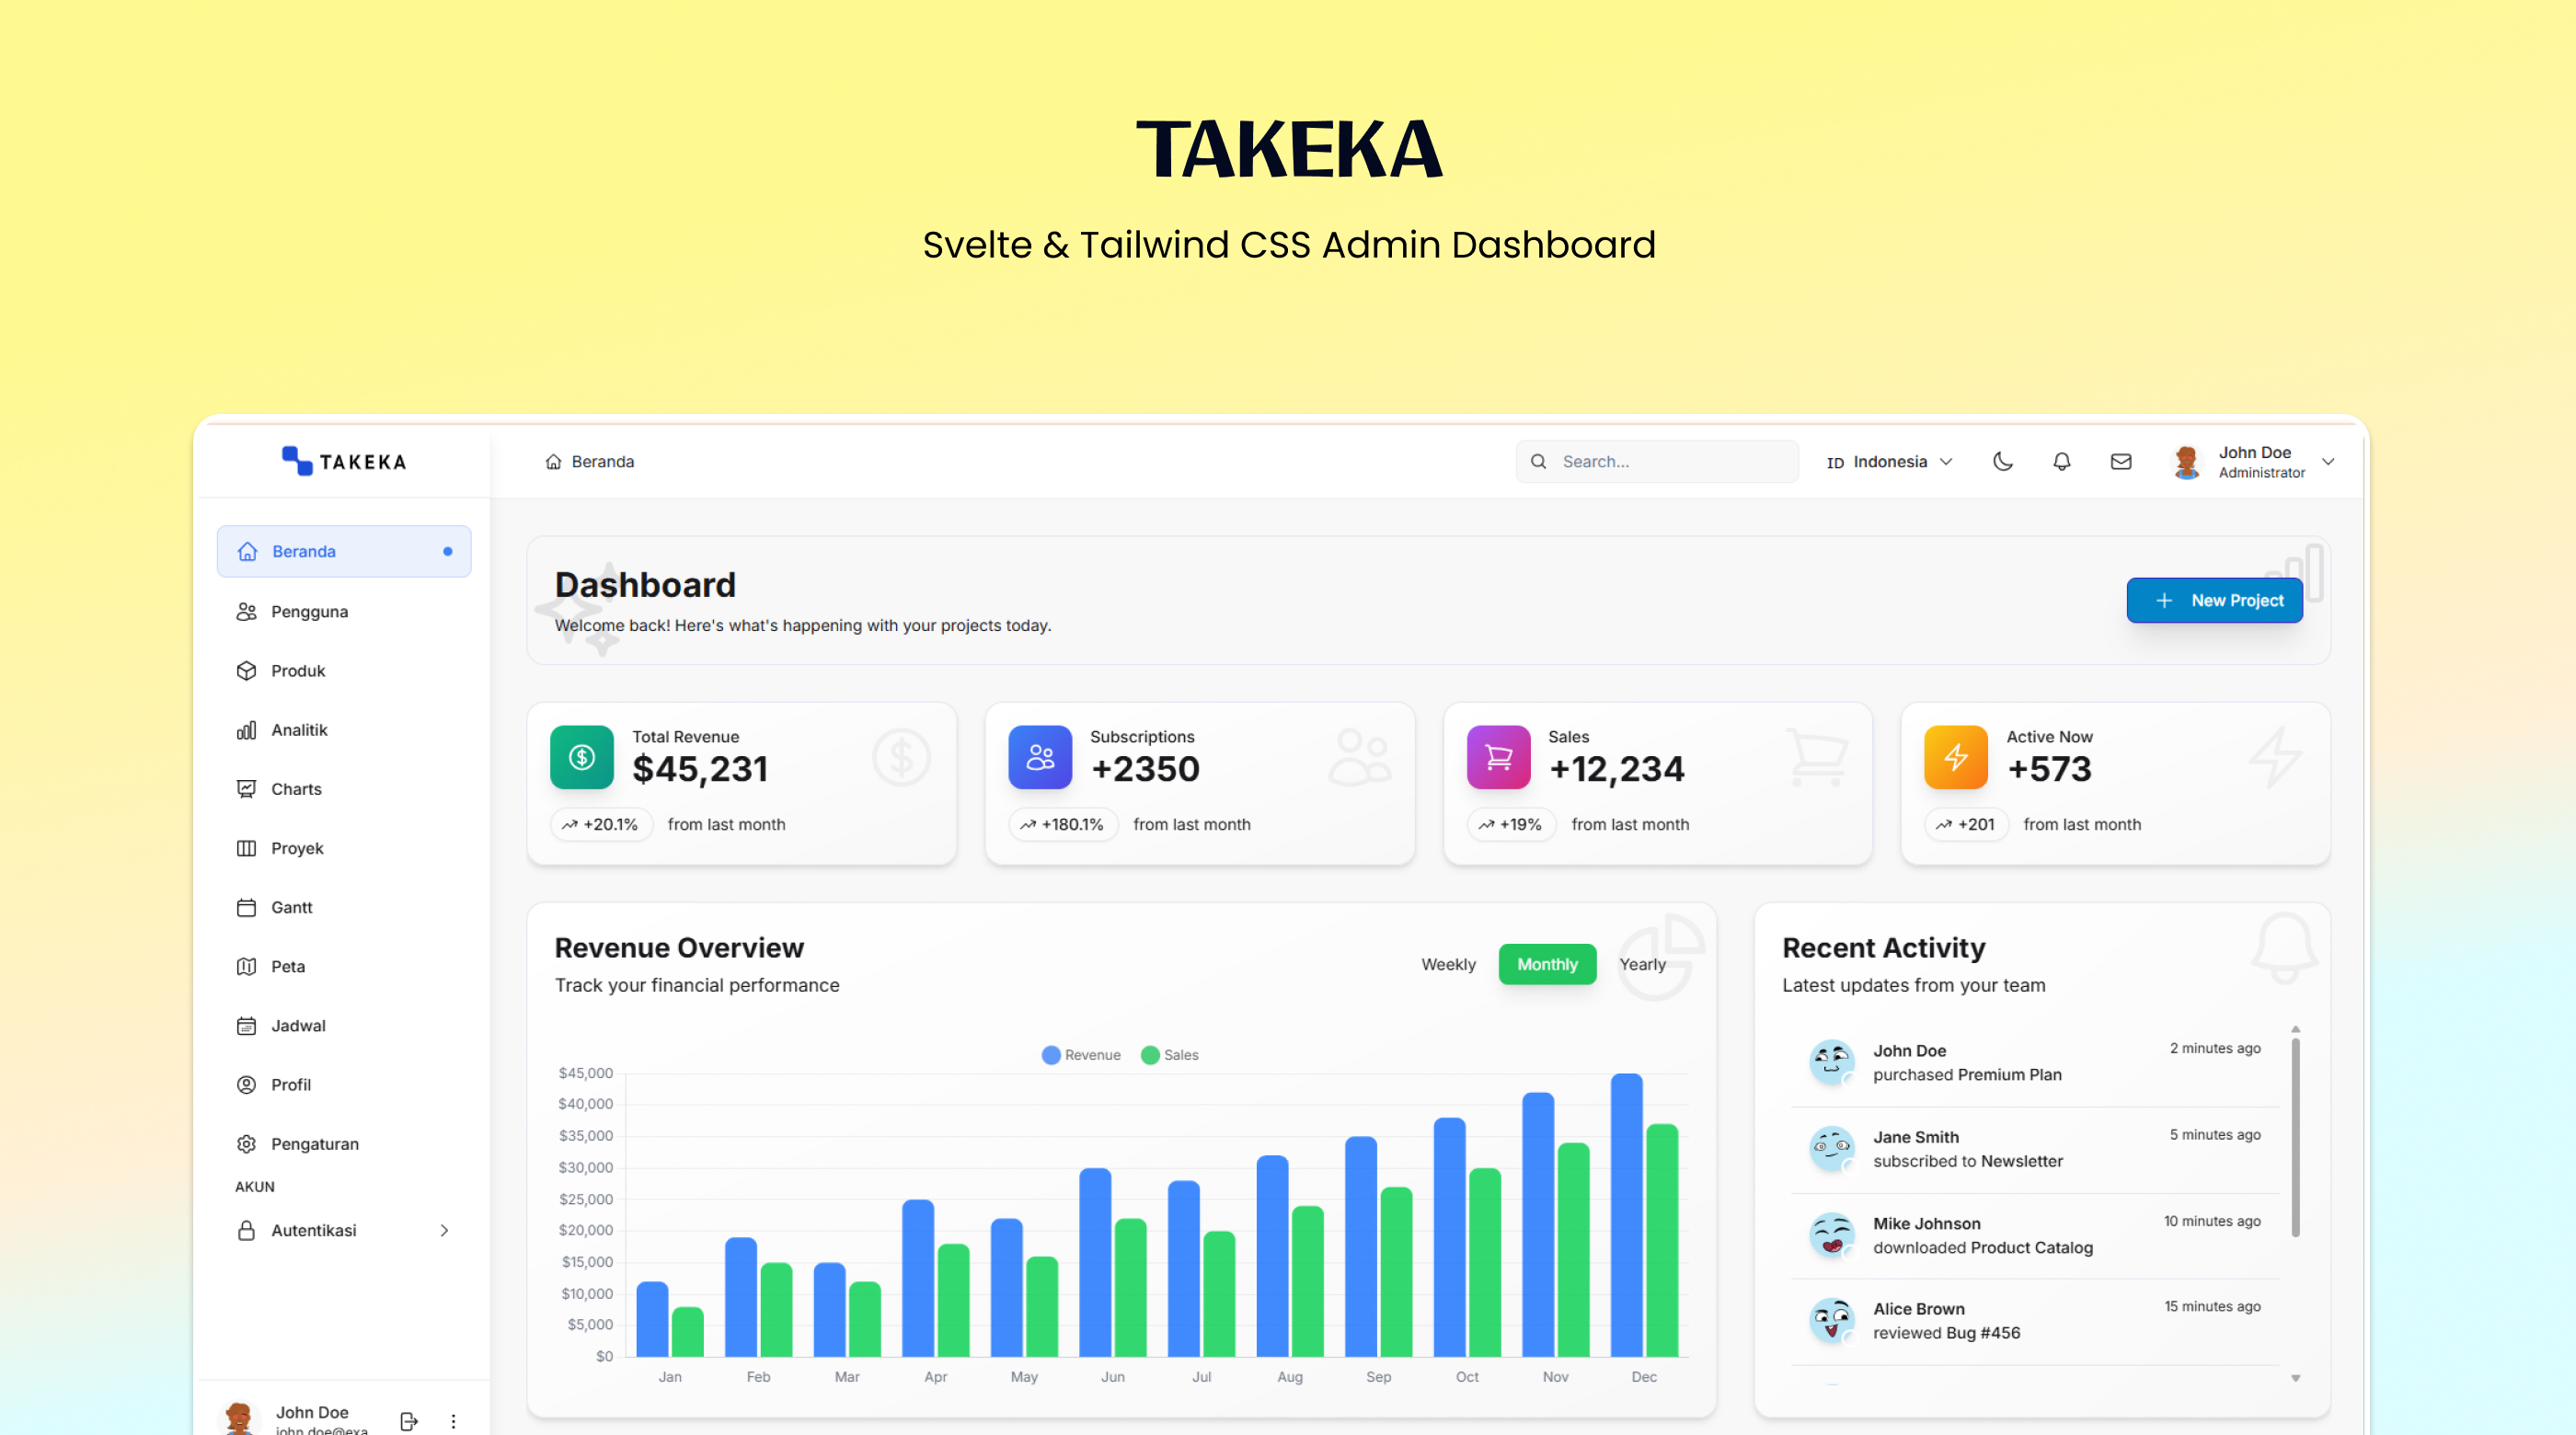 TAKEKA
Svelte & Tailwind CSS Admin Dashboard
TAKEKA
Beranda
Search...
ID Indonesia
John Doe
Administrator
Beranda
Pengguna
Produk
Analitik
Charts
Proyek
Gantt
Peta
Jadwal
Profil
Pengaturan
AKUN
Autentikasi
John Doe
john.doe@exa
Dashboard
Welcome back! Here's what's happening with your projects today.
New Project
Total Revenue
$45,231
+20.1% from last month
Subscriptions
+2350
+180.1% from last month
Sales
+12,234
+19% from last month
Active Now
+573
+201 from last month
Revenue Overview
Track your financial performance
Weekly Monthly Yearly
Revenue Sales
$45,000
$40,000
$35,000
$30,000
$25,000
$20,000
$15,000
$10,000
$5,000
$0
Jan Feb Mar Apr May Jun Jul Aug Sep Oct Nov Dec
Recent Activity
Latest updates from your team
John Doe 2 minutes ago
purchased Premium Plan
Jane Smith 5 minutes ago
subscribed to Newsletter
Mike Johnson 10 minutes ago
downloaded Product Catalog
Alice Brown 15 minutes ago
reviewed Bug #456